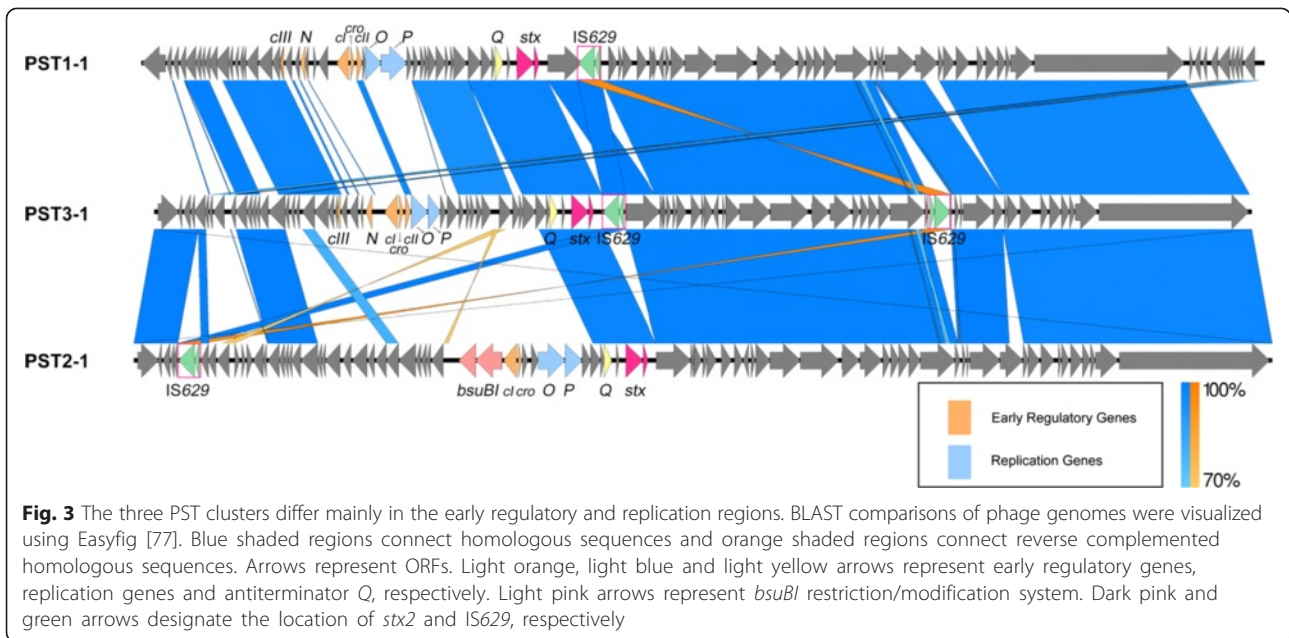 cIII N cI cro cII O P Q stx IS629
PST1-1
PST3-1
cIII N cI cro cII O P Q stx IS629 IS629
PST2-1
IS629 bsuBI cI cro O P Q stx
Early Regulatory Genes
Replication Genes
100%
70%
Fig. 3 The three PST clusters differ mainly in the early regulatory and replication regions. BLAST comparisons of phage genomes were visualized
using Easyfig [77]. Blue shaded regions connect homologous sequences and orange shaded regions connect reverse complemented
homologous sequences. Arrows represent ORFs. Light orange, light blue and light yellow arrows represent early regulatory genes,
replication genes and antiterminator Q, respectively. Light pink arrows represent bsuBI restriction/modification system. Dark pink and
green arrows designate the location of stx2 and IS629, respectively